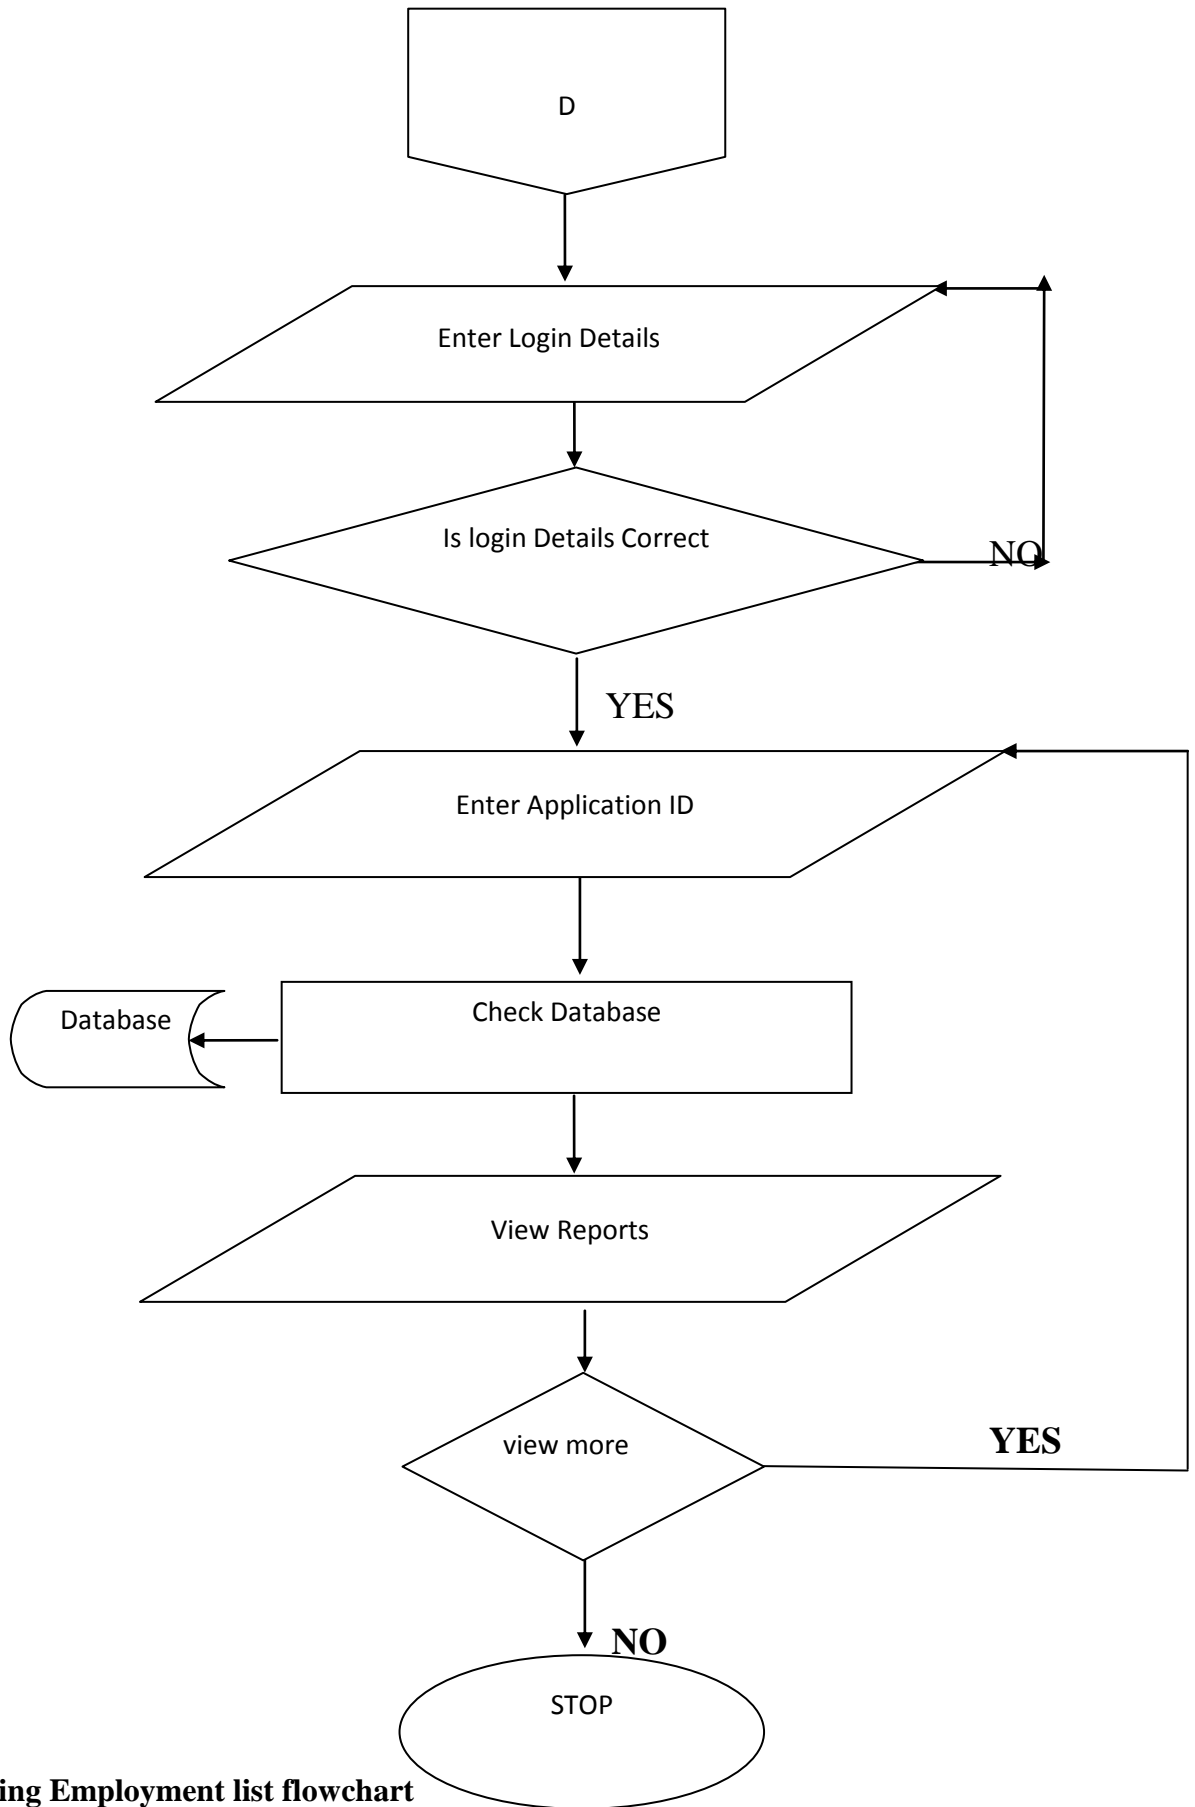 D
Enter Login Details
Is login Details Correct
NO
YES
Enter Application ID
Database
Check Database
View Reports
view more
YES
NO
STOP
ing Employment list flowchart